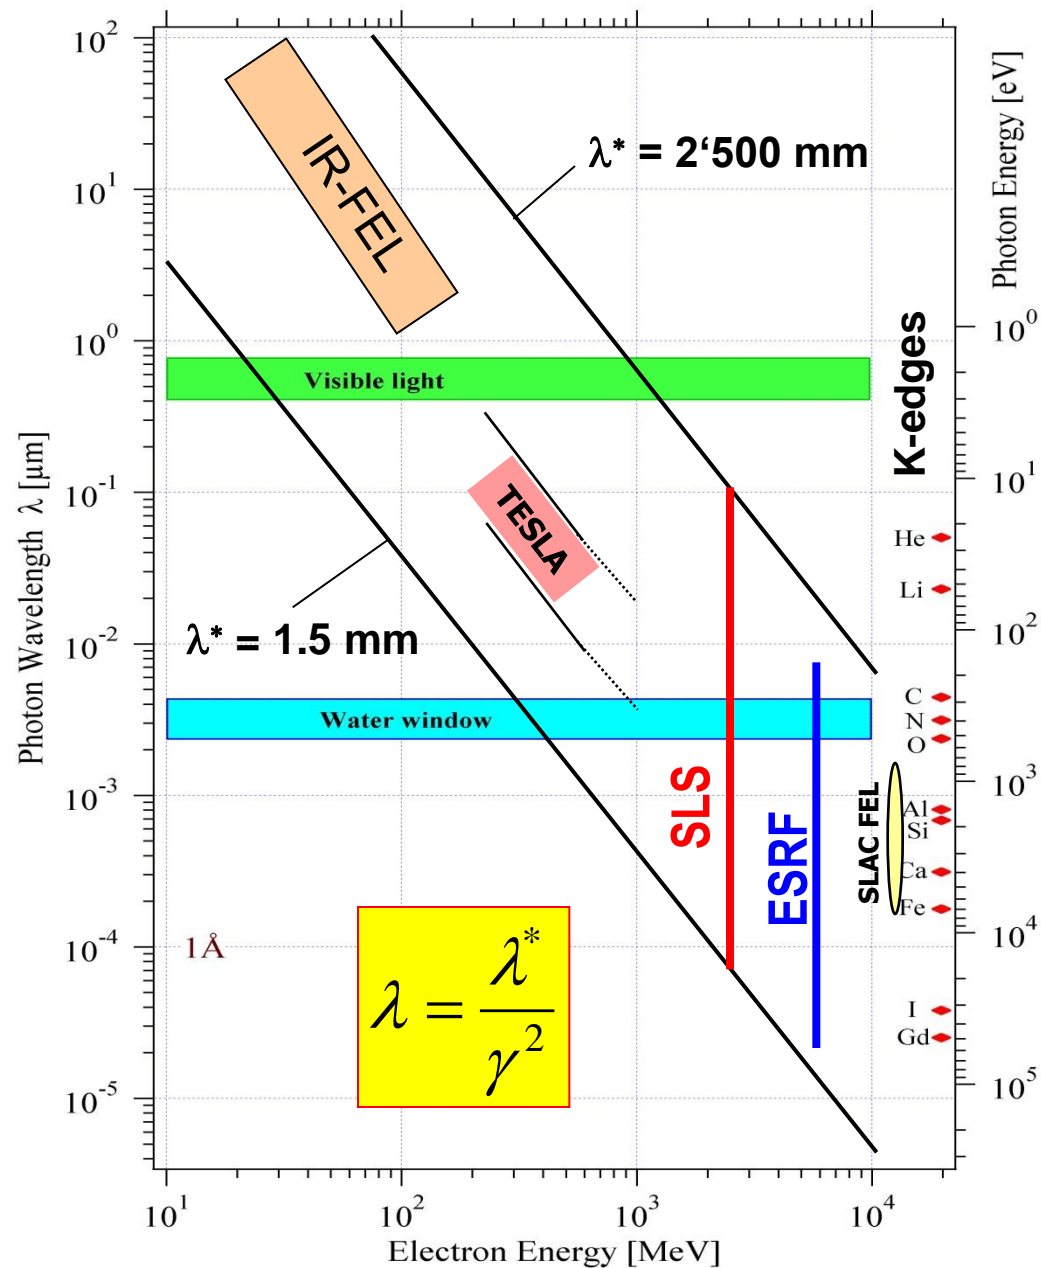 10²
10¹
10⁰
10⁻¹
10⁻²
10⁻³
10⁻⁴
10⁻⁵
Photon Wavelength λ [μm]
IR-FEL
λ* = 2‘500 mm
Visible light
TESLA
λ* = 1.5 mm
Water window
SLS
ESRF
SLAC FEL
1Å
λ = λ* / γ²
K-edges
He
Li
C
N
O
Al
Si
Ca
Fe
I
Gd
Photon Energy [eV]
10⁰
10¹
10²
10³
10⁴
10⁵
10¹ 10² 10³ 10⁴
Electron Energy [MeV]